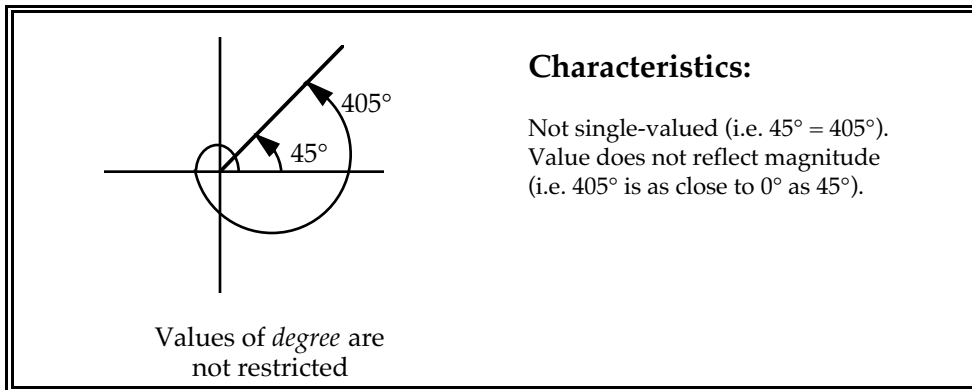 405°
45°
Values of degree are
not restricted
Characteristics:
Not single-valued (i.e. 45° = 405°).
Value does not reflect magnitude
(i.e. 405° is as close to 0° as 45°).